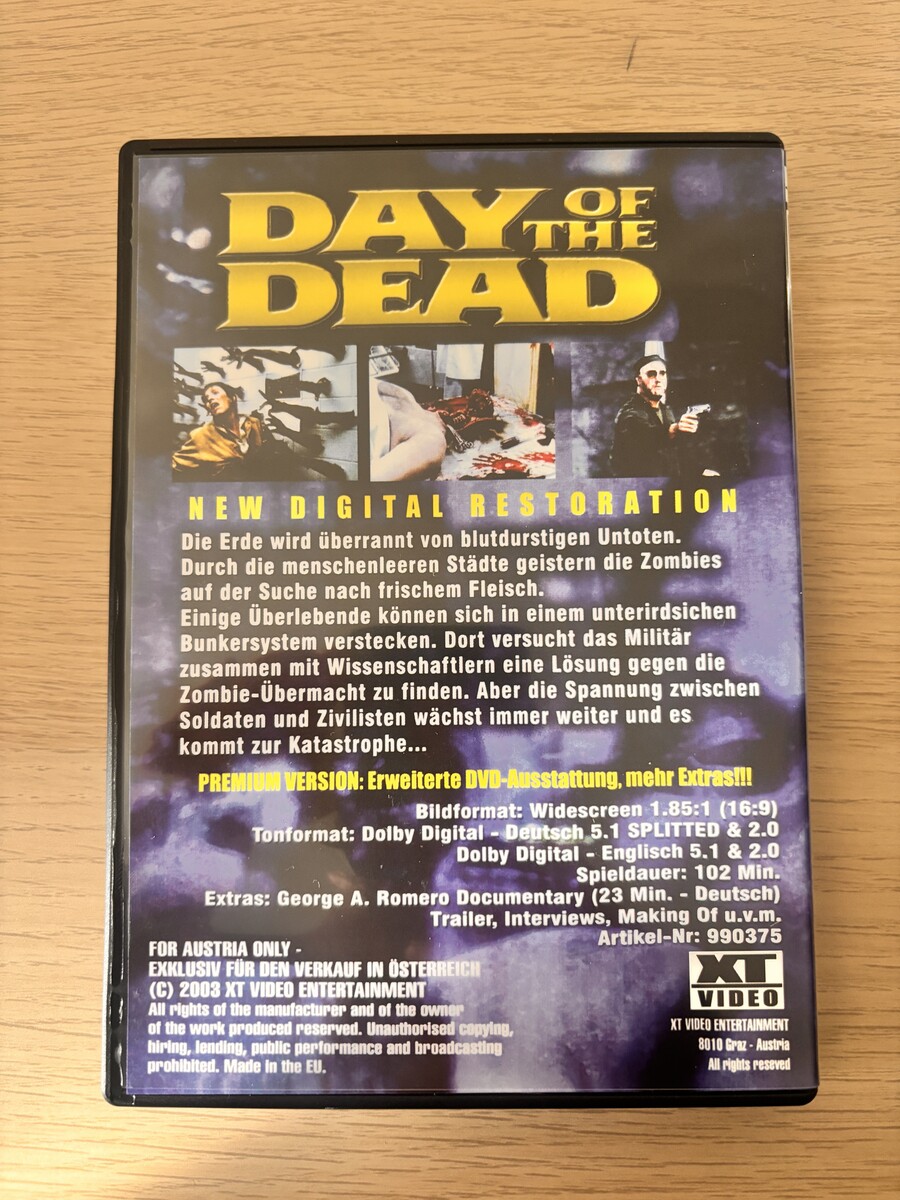 DAY OF THE
DEAD
NEW DIGITAL RESTORATION
Die Erde wird überrannt von blutdurstigen Untoten.
Durch die menschenleeren Städte geistern die Zombies
auf der Suche nach frischem Fleisch.
Einige Überlebende können sich in einem unterirdsichen
Bunkersystem verstecken. Dort versucht das Militär
zusammen mit Wissenschaftlern eine Lösung gegen die
Zombie-Übermacht zu finden. Aber die Spannung zwischen
Soldaten und Zivilisten wächst immer weiter und es
kommt zur Katastrophe...
PREMIUM VERSION: Erweiterte DVD-Ausstattung, mehr Extras!!!
Bildformat: Widescreen 1.85:1 (16:9)
Tonformat: Dolby Digital - Deutsch 5.1 SPLITTED & 2.0
Dolby Digital - Englisch 5.1 & 2.0
Spieldauer: 102 Min.
Extras: George A. Romero Documentary (23 Min. - Deutsch)
Trailer, Interviews, Making Of u.v.m.
Artikel-Nr: 990375
FOR AUSTRIA ONLY -
EXKLUSIV FÜR DEN VERKAUF IN ÖSTERREICH
(C) 2003 XT VIDEO ENTERTAINMENT
All rights of the manufacturer and of the owner
of the work produced reserved. Unauthorised copying,
hiring, lending, public performance and broadcasting
prohibited. Made in the EU.
XT
VIDEO
XT VIDEO ENTERTAINMENT
8010 Graz - Austria
All rights reseved